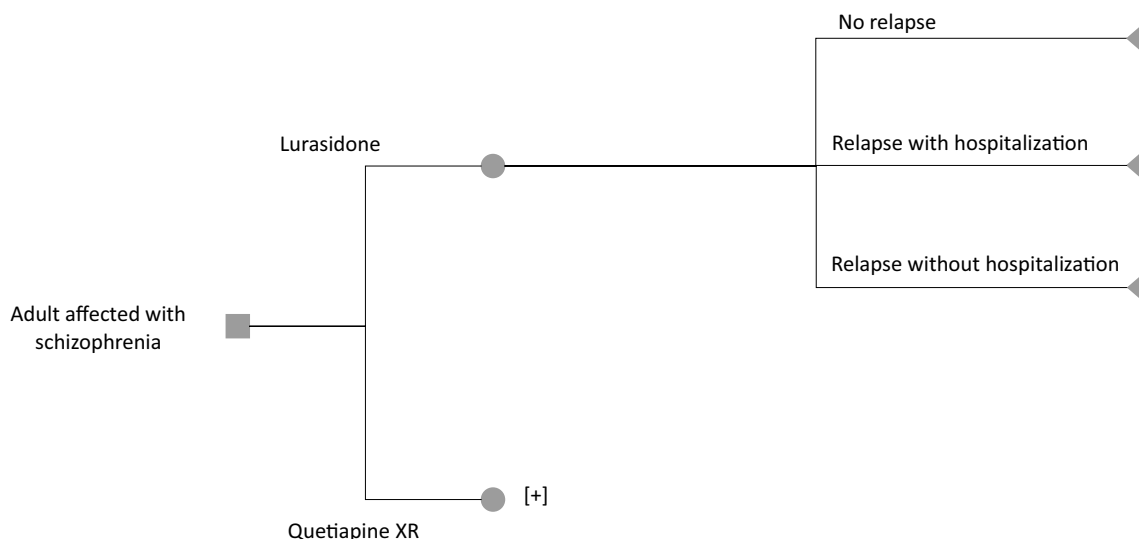 No relapse
Lurasidone
Relapse with hospitalization
Relapse without hospitalization
Adult affected with
schizophrenia
[+]
Quetiapine XR